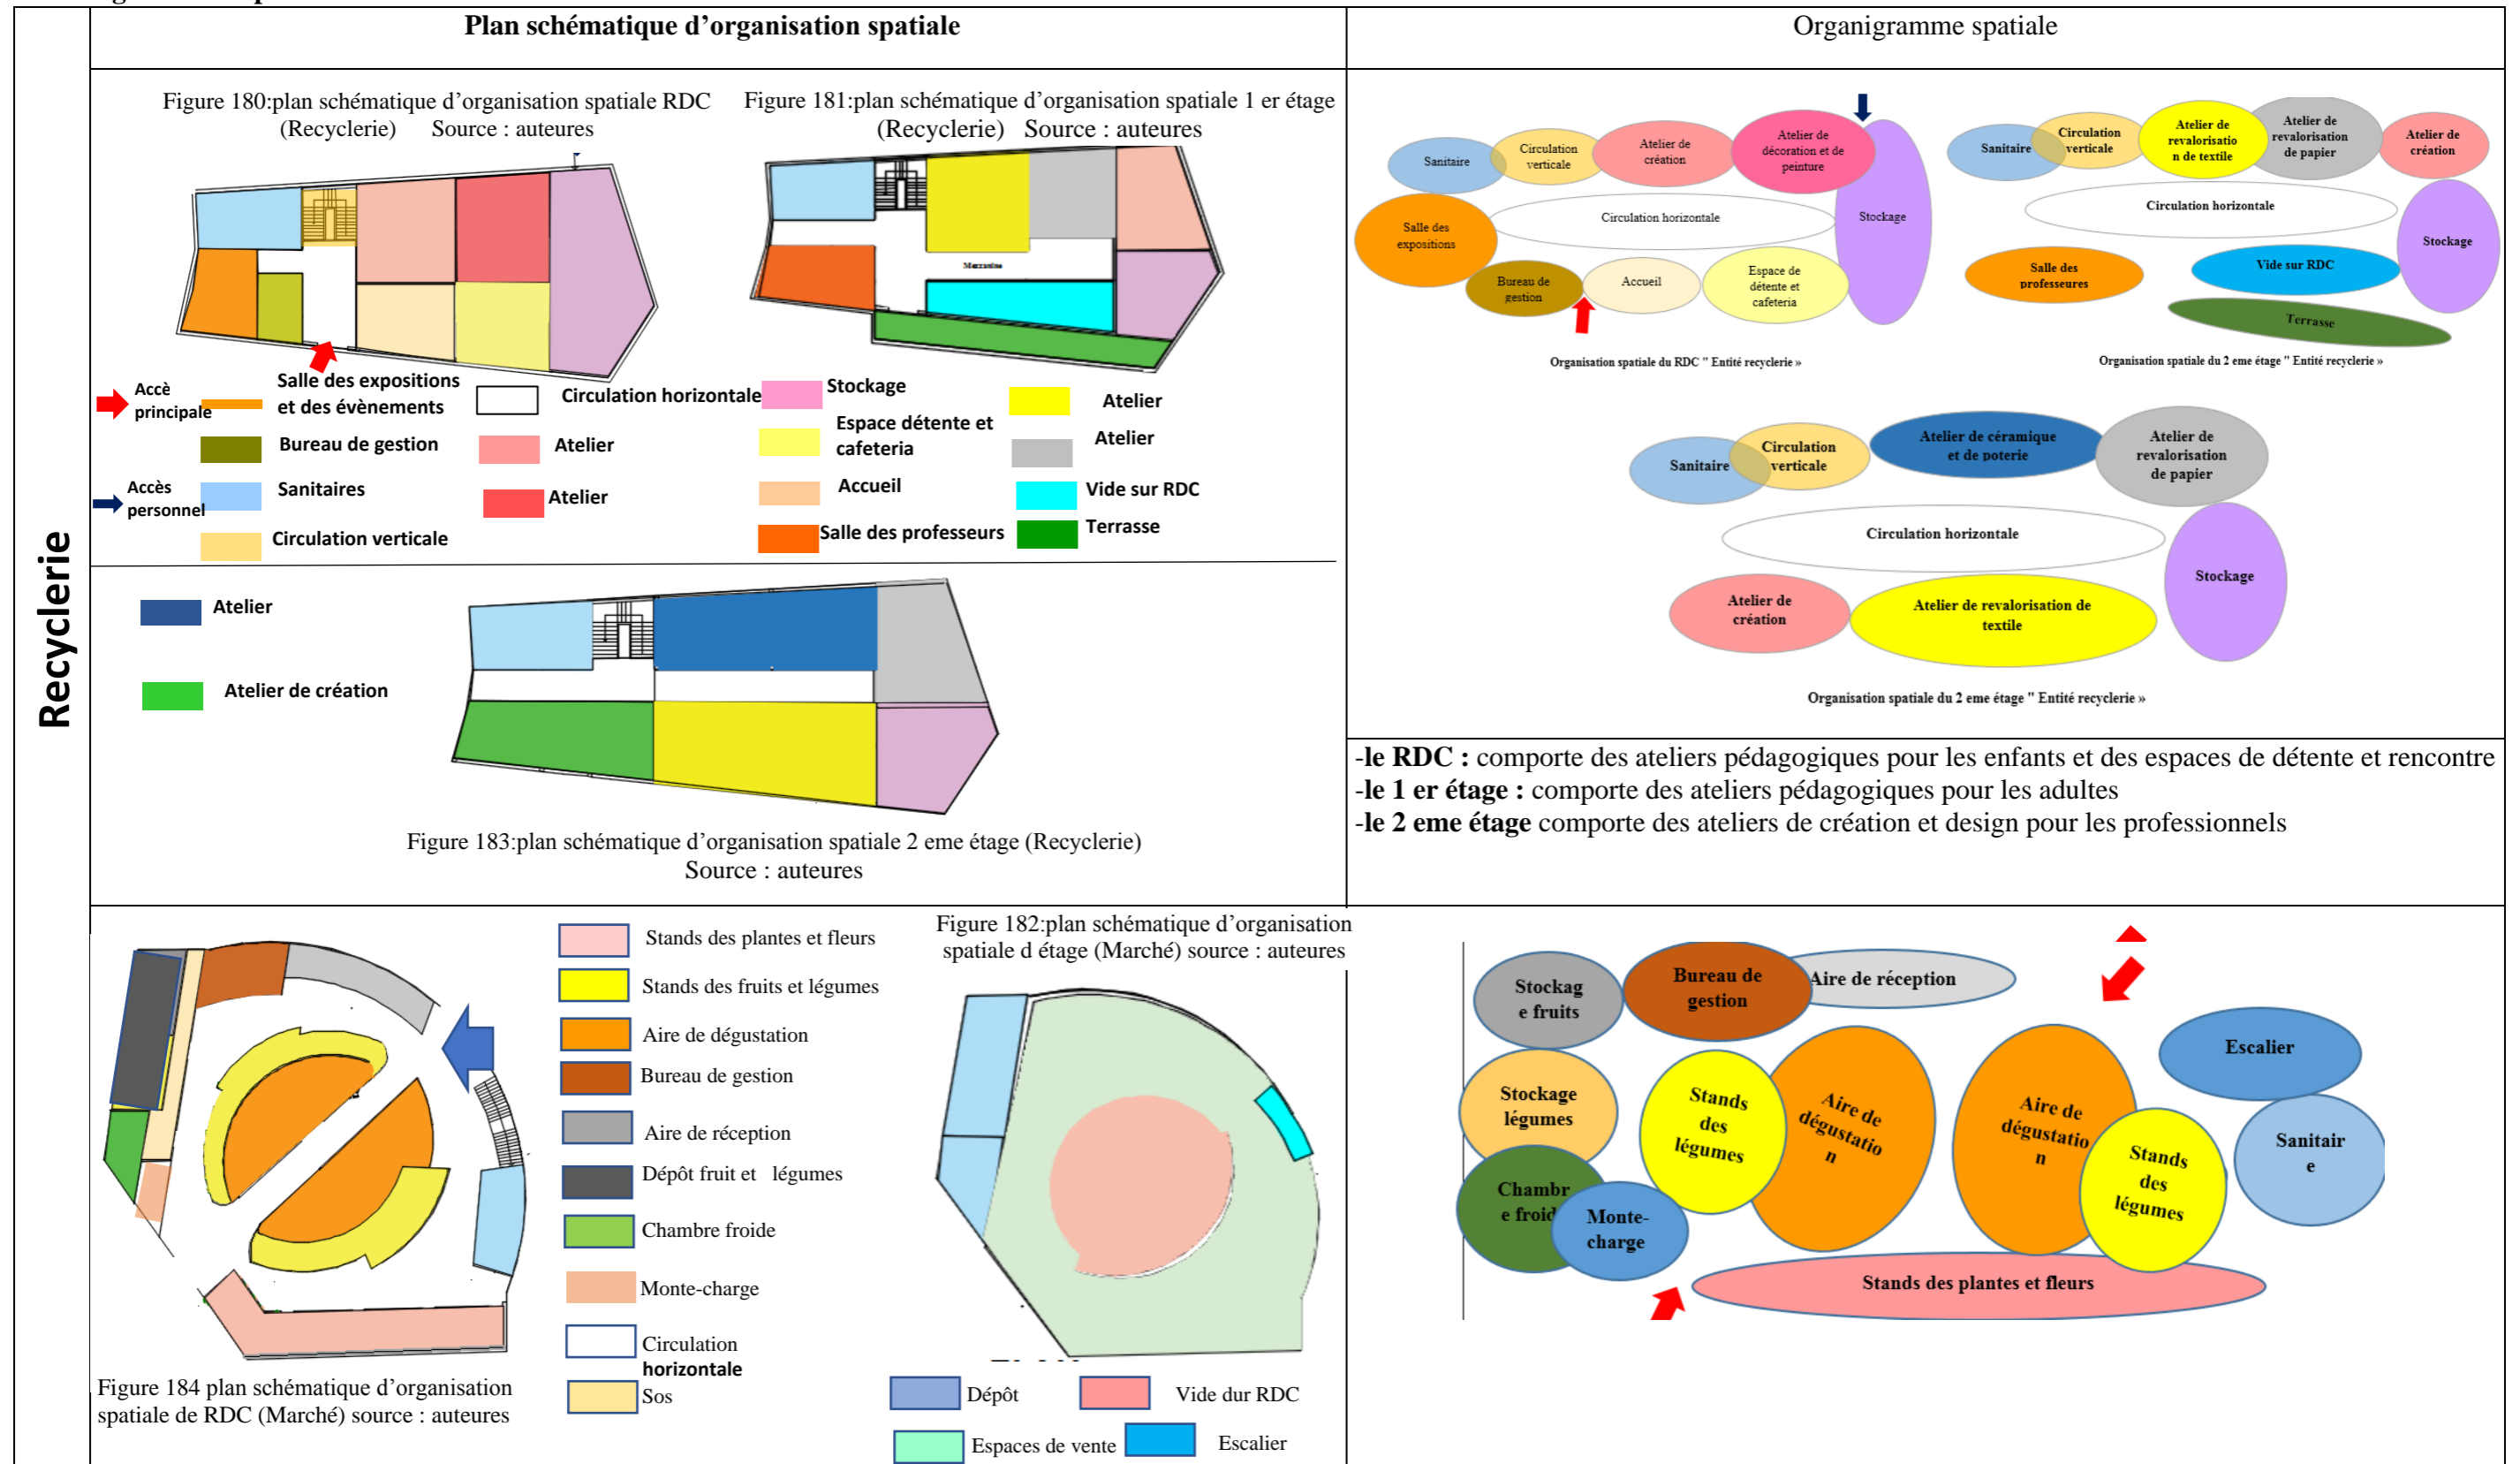 Plan schématique d'organisation spatiale
Organigramme spatiale
Recyclerie
Figure 180:plan schématique d'organisation spatiale RDC
(Recyclerie) Source : auteures
Figure 181:plan schématique d'organisation spatiale 1 er étage
(Recyclerie) Source : auteures
Mezzanine
Accè
principale
Salle des expositions
et des évènements
Circulation horizontale
Bureau de gestion
Atelier
Accès
personnel
Sanitaires
Atelier
Circulation verticale
Stockage
Atelier
Espace détente et
cafeteria
Atelier
Accueil
Vide sur RDC
Salle des professeurs
Terrasse
Atelier
Atelier de création
Figure 183:plan schématique d'organisation spatiale 2 eme étage (Recyclerie)
Source : auteures
Sanitaire
Circulation
verticale
Atelier de
création
Atelier de
décoration et de
peinture
Stockage
Circulation horizontale
Salle des
expositions
Bureau de
gestion
Accueil
Espace de
détente et
cafeteria
Organisation spatiale du RDC " Entité recyclerie »
Sanitaire
Circulation
verticale
Atelier de
revalorisatio
n de textile
Atelier de
revalorisation
de papier
Atelier de
création
Circulation horizontale
Stockage
Salle des
professeures
Vide sur RDC
Terrasse
Organisation spatiale du 2 eme étage " Entité recyclerie »
Sanitaire
Circulation
verticale
Atelier de céramique
et de poterie
Atelier de
revalorisation
de papier
Circulation horizontale
Stockage
Atelier de
création
Atelier de revalorisation de
textile
Organisation spatiale du 2 eme étage " Entité recyclerie »
-le RDC : comporte des ateliers pédagogiques pour les enfants et des espaces de détente et rencontre
-le 1 er étage : comporte des ateliers pédagogiques pour les adultes
-le 2 eme étage comporte des ateliers de création et design pour les professionnels
Stands des plantes et fleurs
Stands des fruits et légumes
Aire de dégustation
Bureau de gestion
Aire de réception
Dépôt fruit et légumes
Chambre froide
Monte-charge
Circulation
horizontale
Sos
Figure 184 plan schématique d'organisation
spatiale de RDC (Marché) source : auteures
Figure 182:plan schématique d'organisation
spatiale d étage (Marché) source : auteures
Dépôt
Vide dur RDC
Espaces de vente
Escalier
Stockag
e fruits
Bureau de
gestion
Aire de réception
Escalier
Stockage
légumes
Stands
des
légumes
Aire de
dégustatio
n
Aire de
dégustatio
n
Stands
des
légumes
Sanitair
e
Chambr
e froid
Monte-
charge
Stands des plantes et fleurs